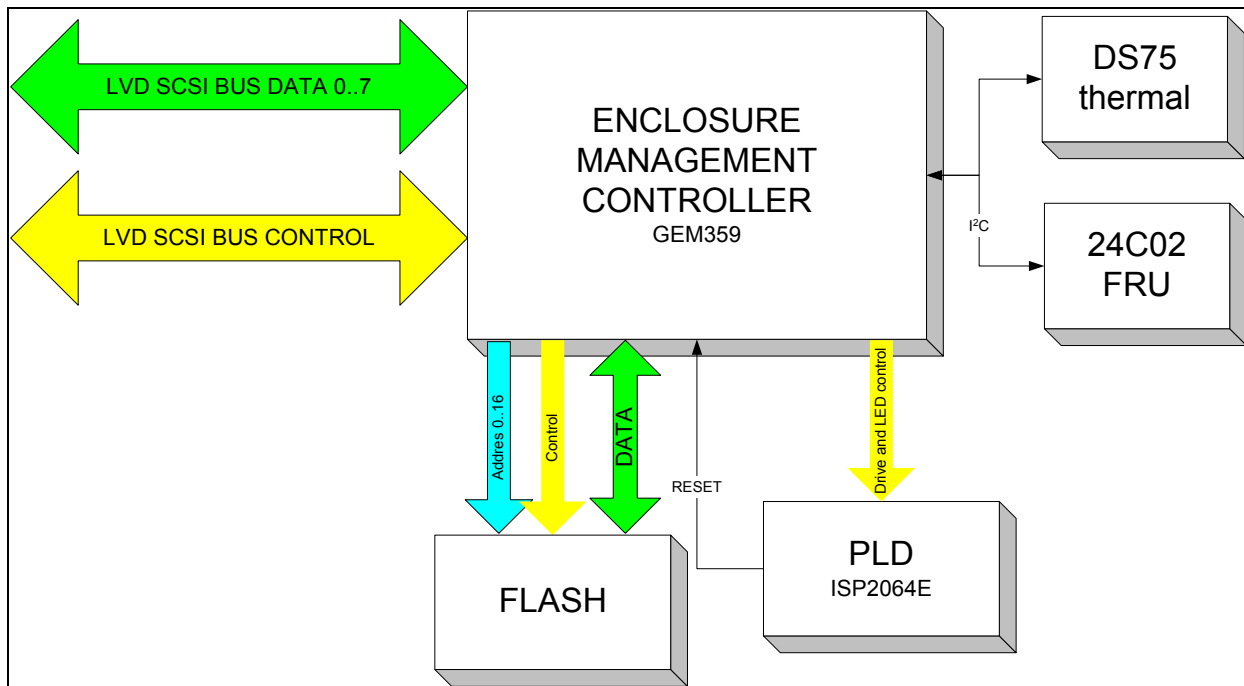 LVD SCSI BUS DATA 0..7
LVD SCSI BUS CONTROL
ENCLOSURE
MANAGEMENT
CONTROLLER
GEM359
DS75
thermal
I²C
24C02
FRU
Addres 0..16
Control
DATA
RESET
Drive and LED control
FLASH
PLD
ISP2064E